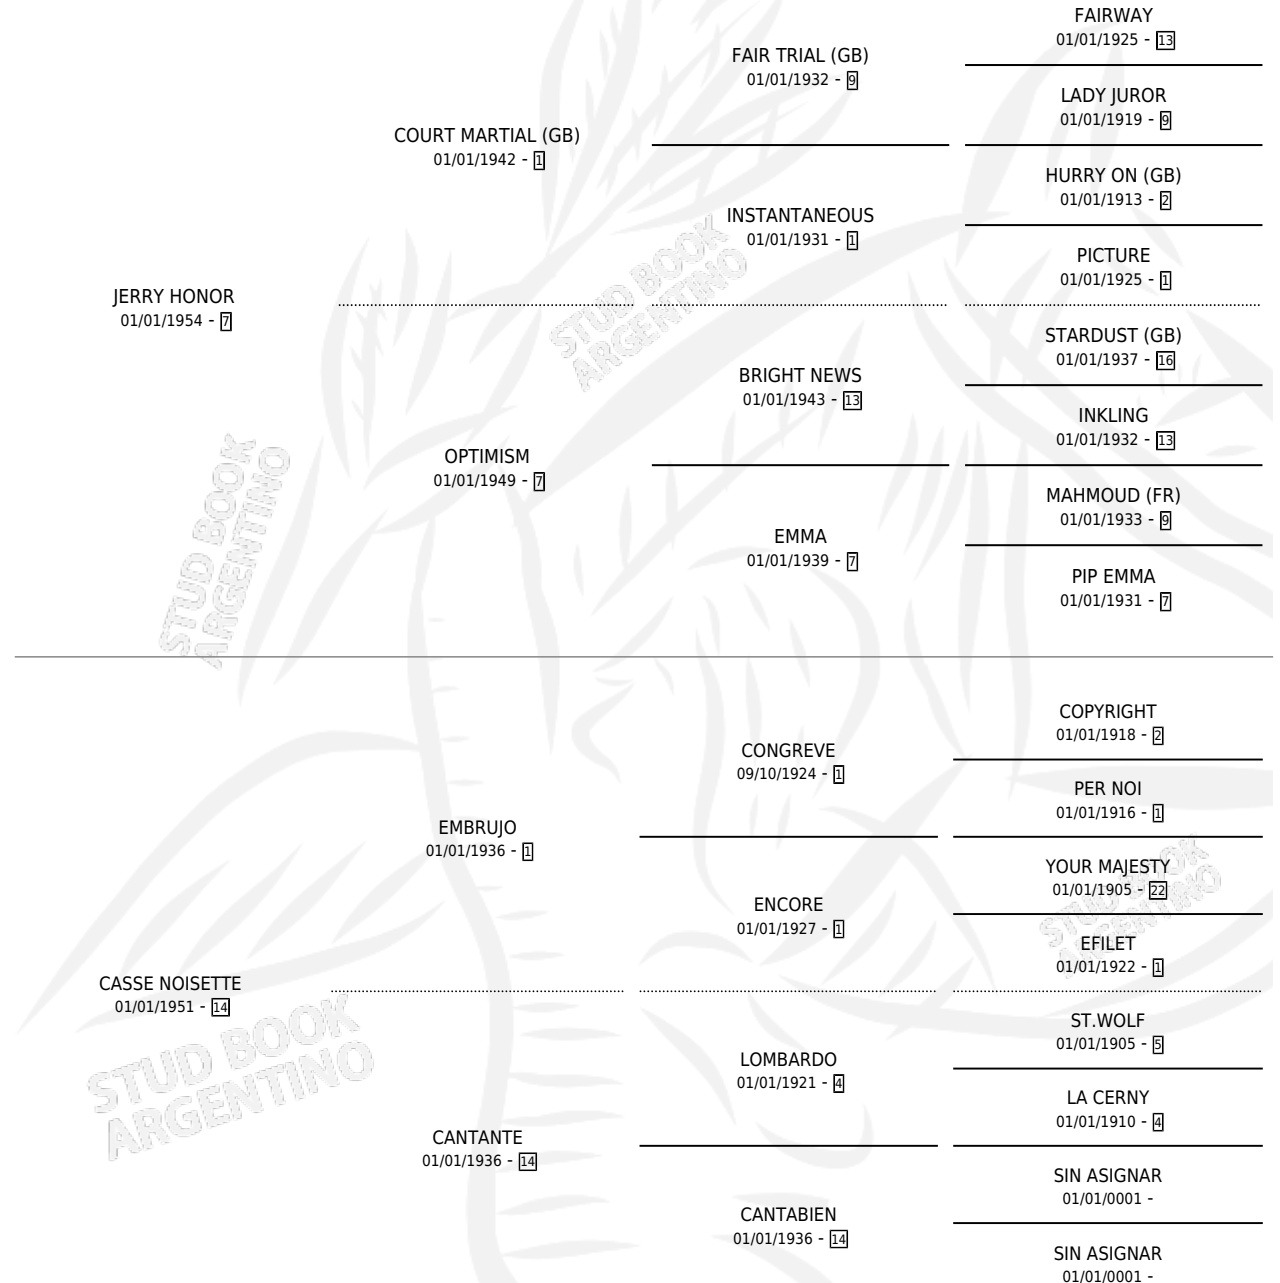 FAIRWAY
01/01/1925 - 13
FAIR TRIAL (GB)
01/01/1932 - 9
LADY JUROR
01/01/1919 - 9
COURT MARTIAL (GB)
01/01/1942 - 1
HURRY ON (GB)
01/01/1913 - 2
INSTANTANEOUS
01/01/1931 - 1
PICTURE
01/01/1925 - 1
JERRY HONOR
01/01/1954 - 7
STARDUST (GB)
01/01/1937 - 16
BRIGHT NEWS
01/01/1943 - 13
INKLING
01/01/1932 - 13
OPTIMISM
01/01/1949 - 7
MAHMOUD (FR)
01/01/1933 - 9
EMMA
01/01/1939 - 7
PIP EMMA
01/01/1931 - 7
COPYRIGHT
01/01/1918 - 2
CONGREVE
09/10/1924 - 1
PER NOI
01/01/1916 - 1
EMBRUJO
01/01/1936 - 1
YOUR MAJESTY
01/01/1905 - 22
ENCORE
01/01/1927 - 1
EFILET
01/01/1922 - 1
CASSE NOISETTE
01/01/1951 - 14
ST.WOLF
01/01/1905 - 5
LOMBARDO
01/01/1921 - 4
LA CERNY
01/01/1910 - 4
CANTANTE
01/01/1936 - 14
SIN ASIGNAR
01/01/0001 -
CANTABIEN
01/01/1936 - 14
SIN ASIGNAR
01/01/0001 -
STUD BOOK
ARGENTINO
STUD BOOK
ARGENTINO
STUD BOOK
ARGENTINO
STUD BOOK
ARGENTINO